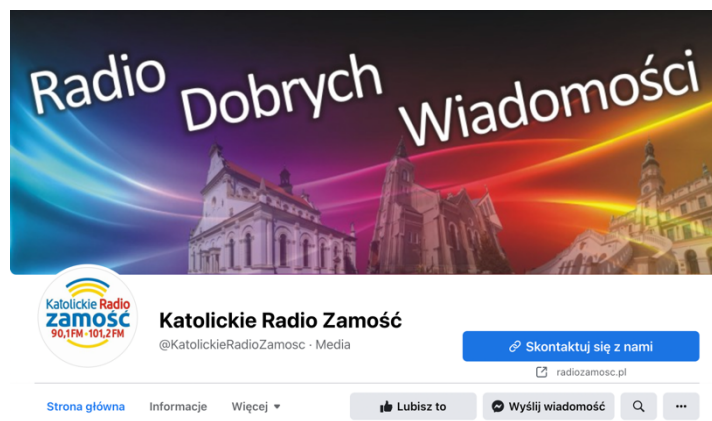 Radio Dobrych Wiadomości
Katolickie Radio
zamość
90,1FM - 101,2FM
Katolickie Radio Zamość
@KatolickieRadioZamosc · Media
Skontaktuj się z nami
radiozamosc.pl
Strona główna Informacje Więcej
Lubisz to Wyślij wiadomość